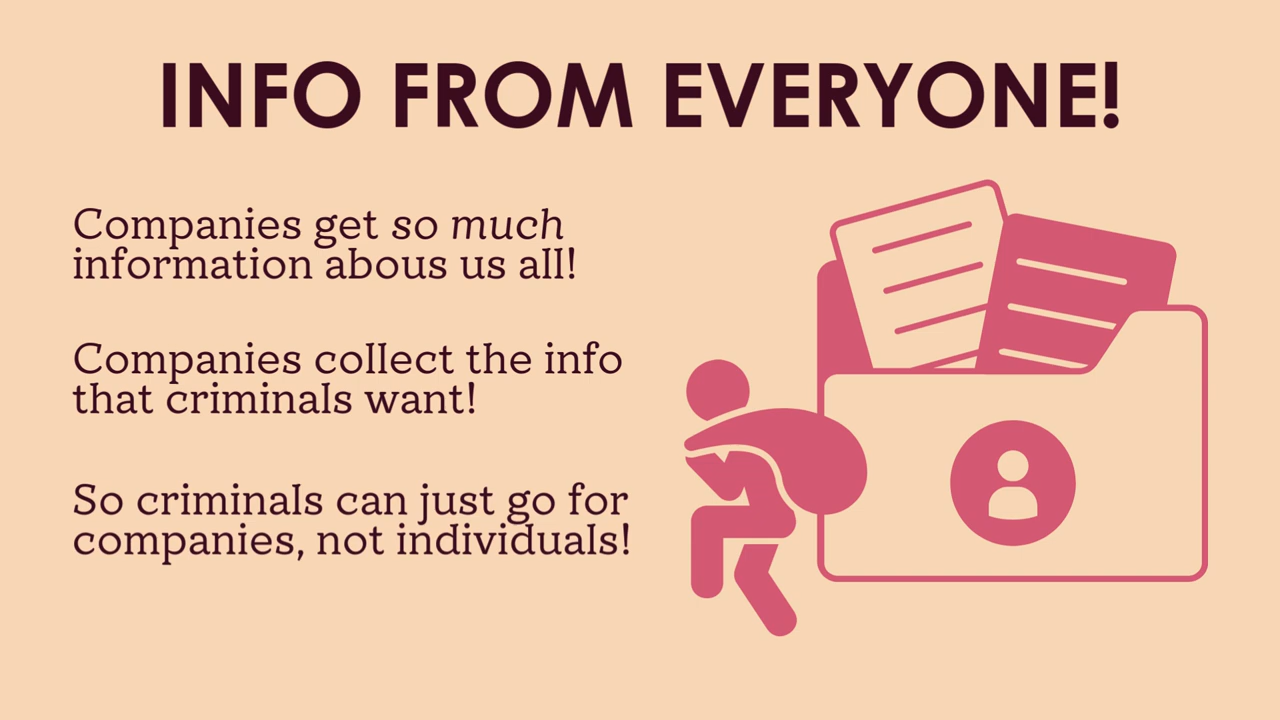 INFO FROM EVERYONE!
Companies get so much
information abous us all!
Companies collect the info
that criminals want!
So criminals can just go for
companies, not individuals!